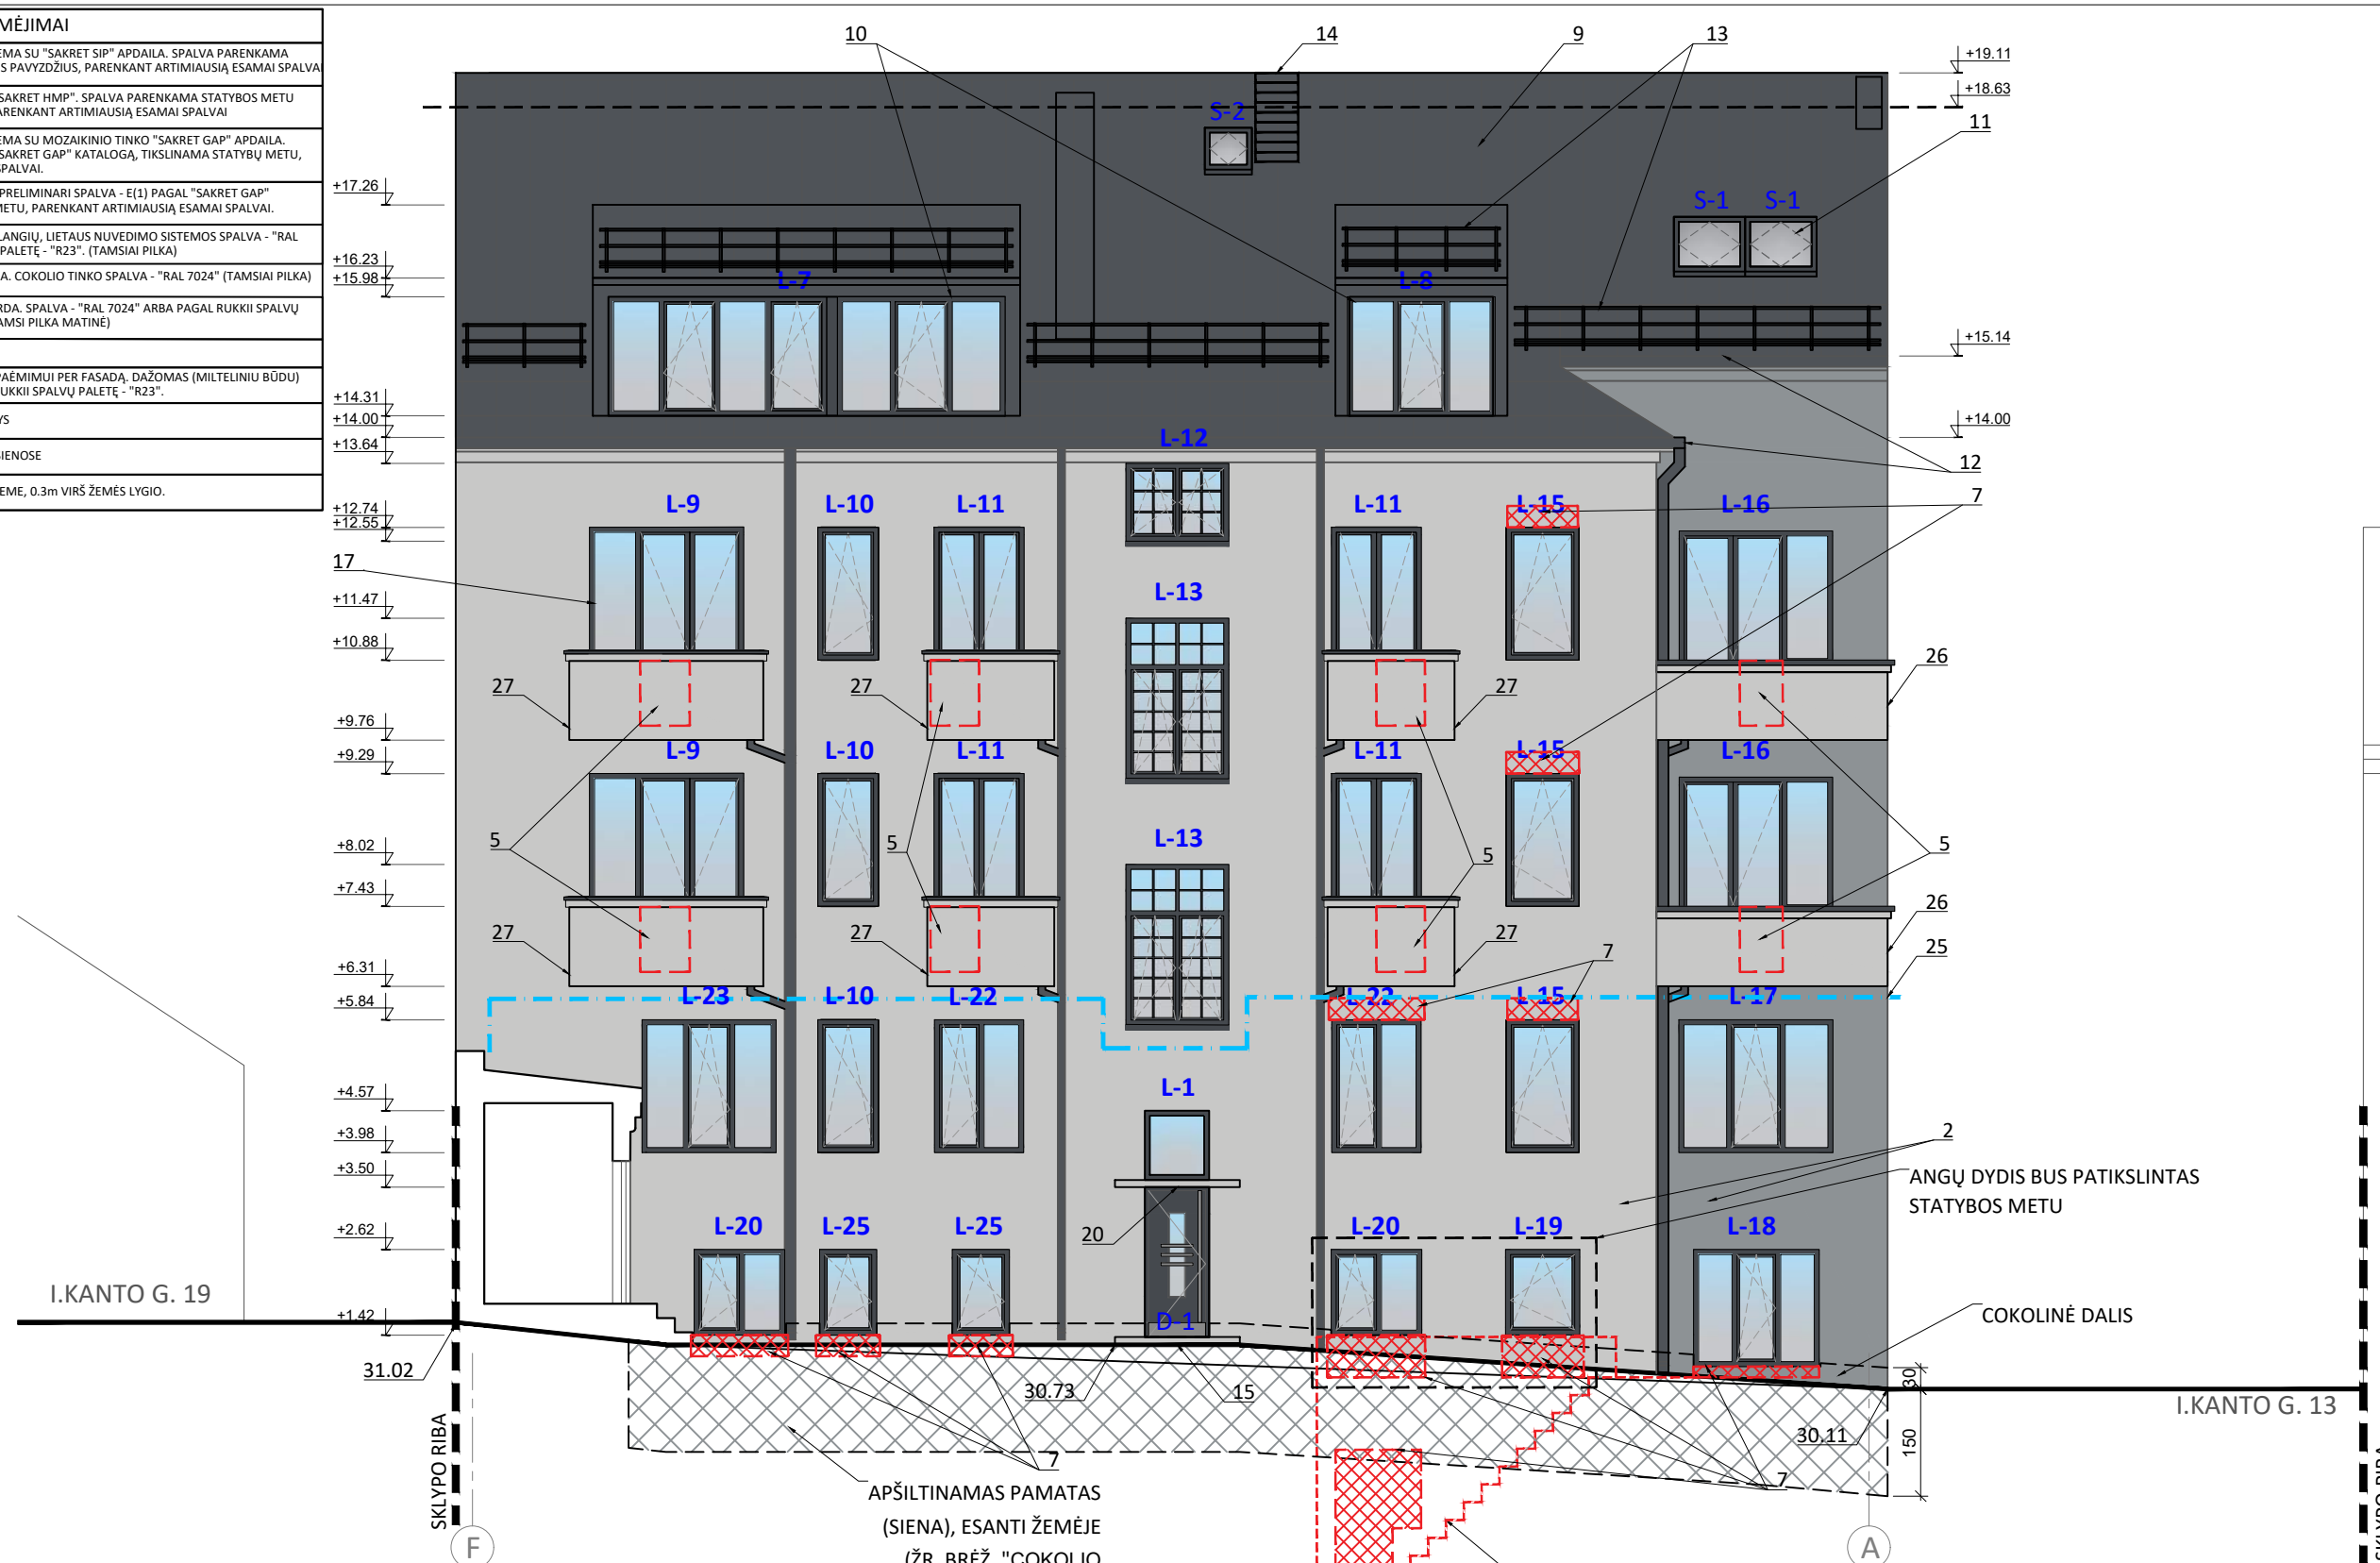 MĖJIMAI
EMA SU "SAKRET SIP" APDAILA. SPALVA PARENKAMA
S PAVYZDŽIUS, PARENKANT ARTIMIAUSIĄ ESAMAI SPALVAI
SAKRET HMP". SPALVA PARENKAMA STATYBOS METU
ARENKANT ARTIMIAUSIĄ ESAMAI SPALVAI
EMA SU MOZAIKINIO TINKO "SAKRET GAP" APDAILA.
SAKRET GAP" KATALOGĄ, TIKSLINAMA STATYBŲ METU,
SPALVAI.
PRELIMINARI SPALVA - E(1) PAGAL "SAKRET GAP"
METU, PARENKANT ARTIMIAUSIĄ ESAMAI SPALVAI.
LANGIŲ, LIETAUS NUVEDIMO SISTEMOS SPALVA - "RAL
PALETĘ - "R23". (TAMSIAI PILKA)
A. COKOLIO TINKO SPALVA - "RAL 7024" (TAMSIAI PILKA)
RDA. SPALVA - "RAL 7024" ARBA PAGAL RUKKII SPALVŲ
AMSI PILKA MATINĖ)
PAĖMIMUI PER FASADĄ. DAŽOMAS (MILTELINIU BŪDU)
UKKII SPALVŲ PALETĘ - "R23".
YS
IENOSE
EME, 0.3m VIRŠ ŽEMĖS LYGIO.
10 14 9 13
+19.11
+18.63
S-2
11
+17.26
S-1 S-1
+16.23
+15.98
L-7 L-8
+15.14
+14.31
+14.00 +14.00
+13.64
L-12
12
7
+12.74
+12.55
L-9 L-10 L-11 L-11 L-15 L-16
17
L-13
+11.47
+10.88
26
27 27 27
+9.76
+9.29
L-9 L-10 L-11 L-11 L-15 L-16
L-13
5 5 5 5
+8.02
+7.43
26
27 27 27
25
7
+6.31
+5.84
L-23 L-10 L-22 L-22 L-15 L-17
L-1
+4.57
+3.98
2
+3.50
ANGŲ DYDIS BUS PATIKSLINTAS
STATYBOS METU
+2.62
L-20 L-25 L-25 20 L-20 L-19 L-18
I.KANTO G. 19
+1.42
D-1
COKOLINĖ DALIS
31.02 30.73 15 30
I.KANTO G. 13
30.11 150
7 7
SKLYPO RIBA
SKLYPO RIBA
APŠILTINAMAS PAMATAS
(SIENA), ESANTI ŽEMĖJE
(ŽR. BRĖŽ. "COKOLIO
F A